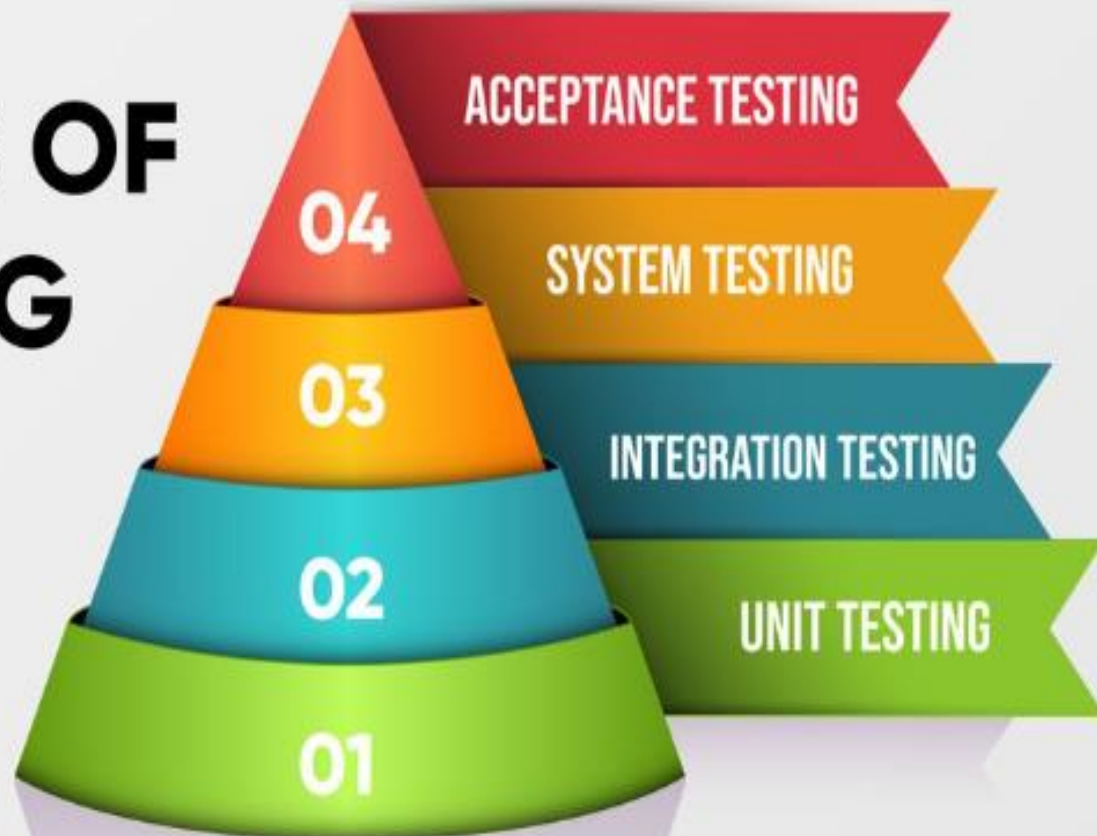 OF
G
ACCEPTANCE TESTING
04
SYSTEM TESTING
03
INTEGRATION TESTING
02
UNIT TESTING
01